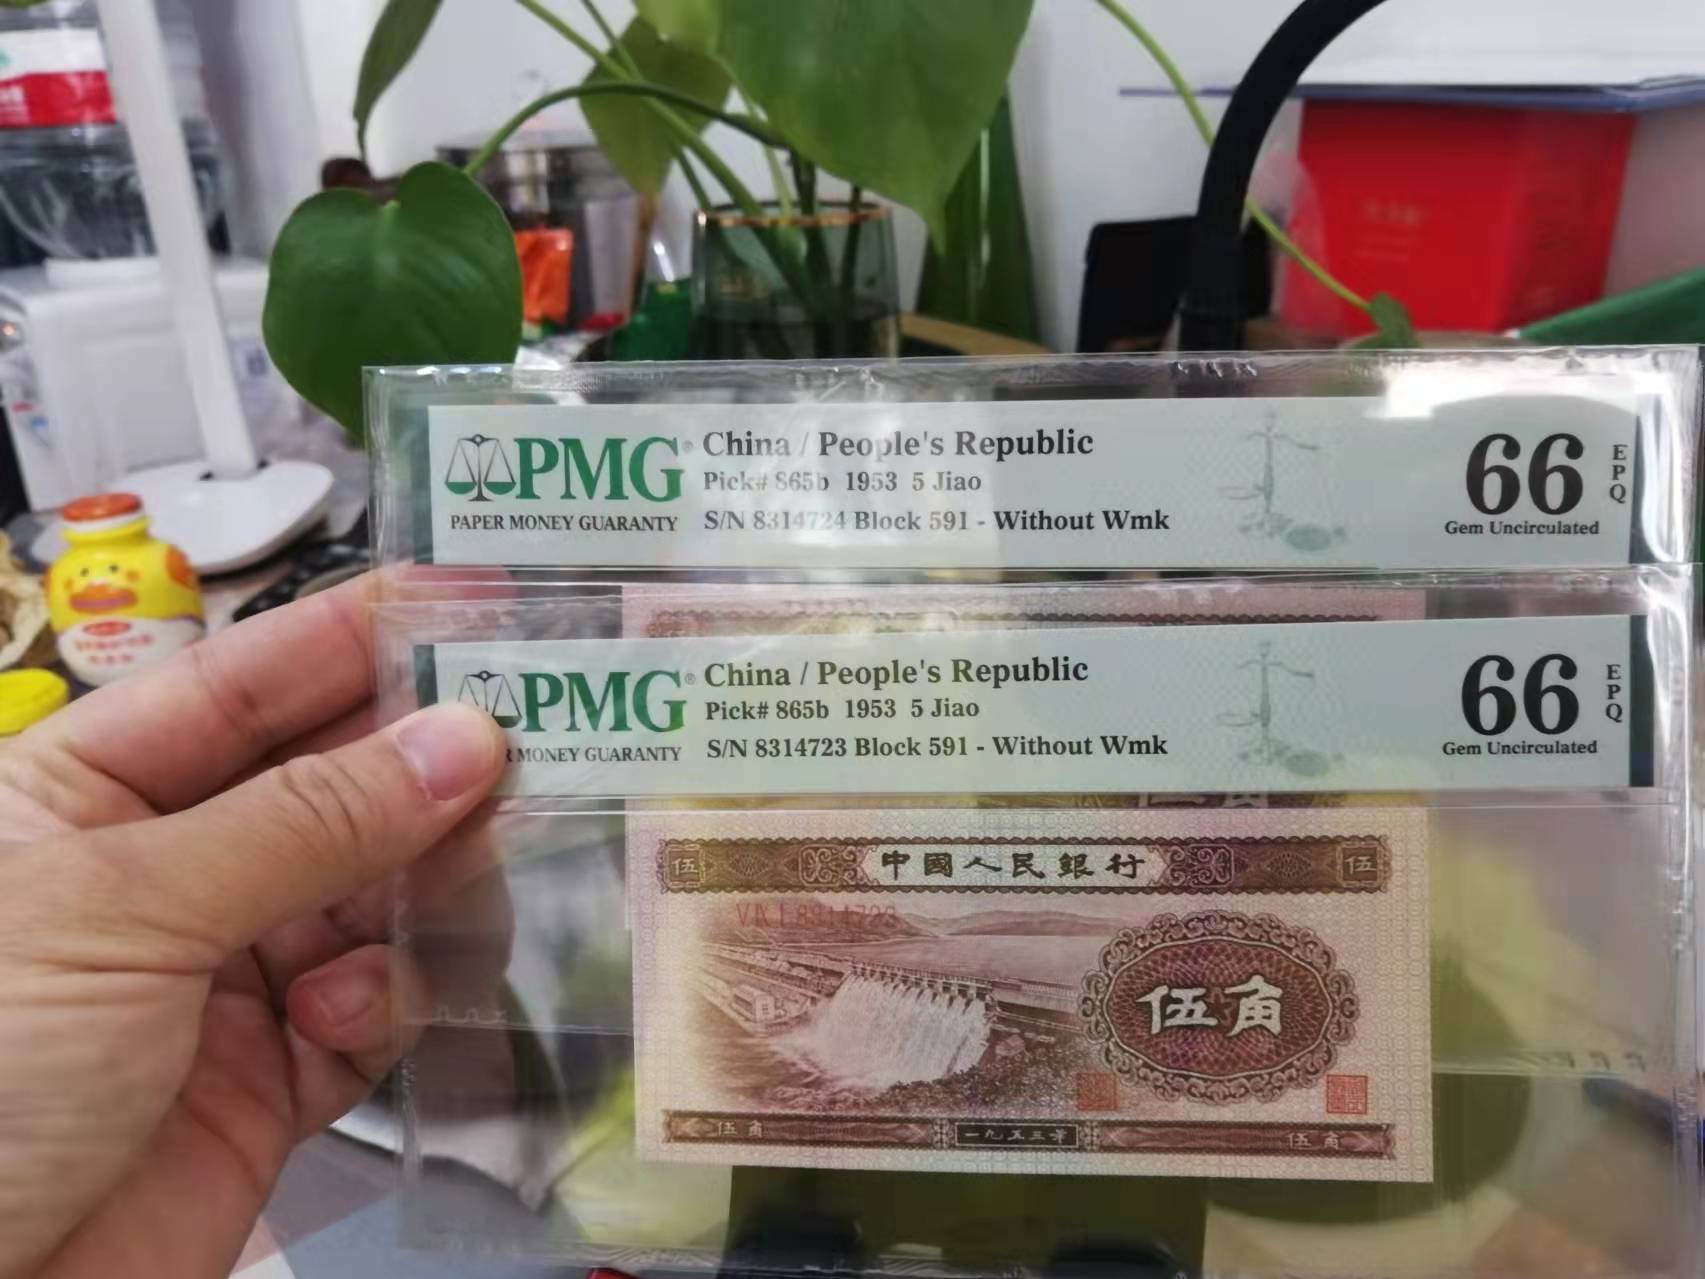 PMG®
PAPER MONEY GUARANTY
China / People's Republic
Pick# 865b 1953 5 Jiao
S/N 8314724 Block 591 - Without Wmk
66
EPQ
Gem Uncirculated
PMG®
MONEY GUARANTY
China / People's Republic
Pick# 865b 1953 5 Jiao
S/N 8314723 Block 591 - Without Wmk
66
EPQ
Gem Uncirculated
伍 中國人民銀行 伍
8314723
伍角
伍角 一九五三年 伍角